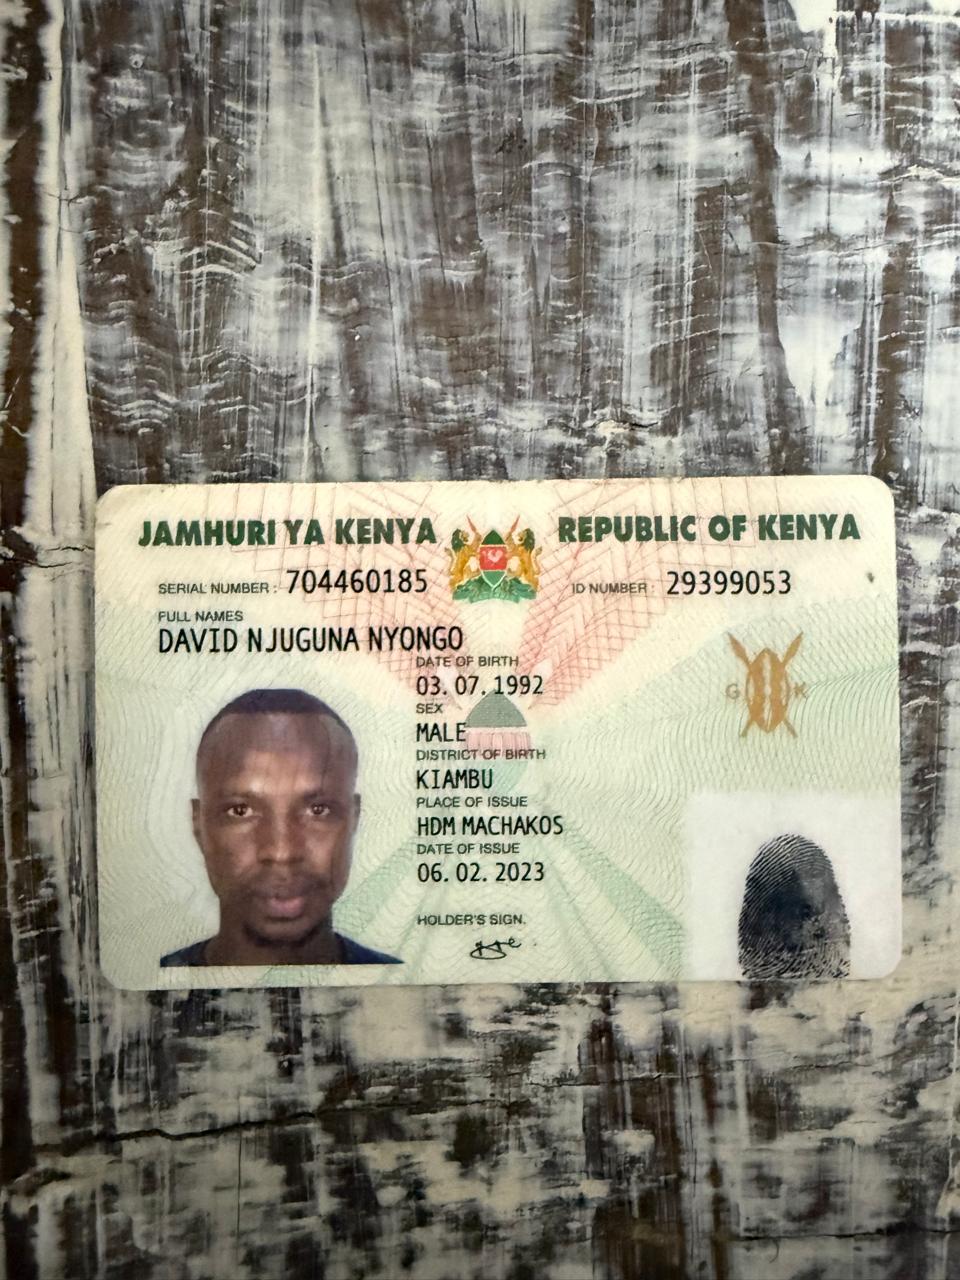 JAMHURI YA KENYA REPUBLIC OF KENYA
SERIAL NUMBER : 704460185 ID NUMBER : 29399053
FULL NAMES
DAVID NJUGUNA NYONGO
DATE OF BIRTH
03. 07. 1992
SEX
MALE
DISTRICT OF BIRTH
KIAMBU
PLACE OF ISSUE
HDM MACHAKOS
DATE OF ISSUE
06. 02. 2023
HOLDER'S SIGN.
G K